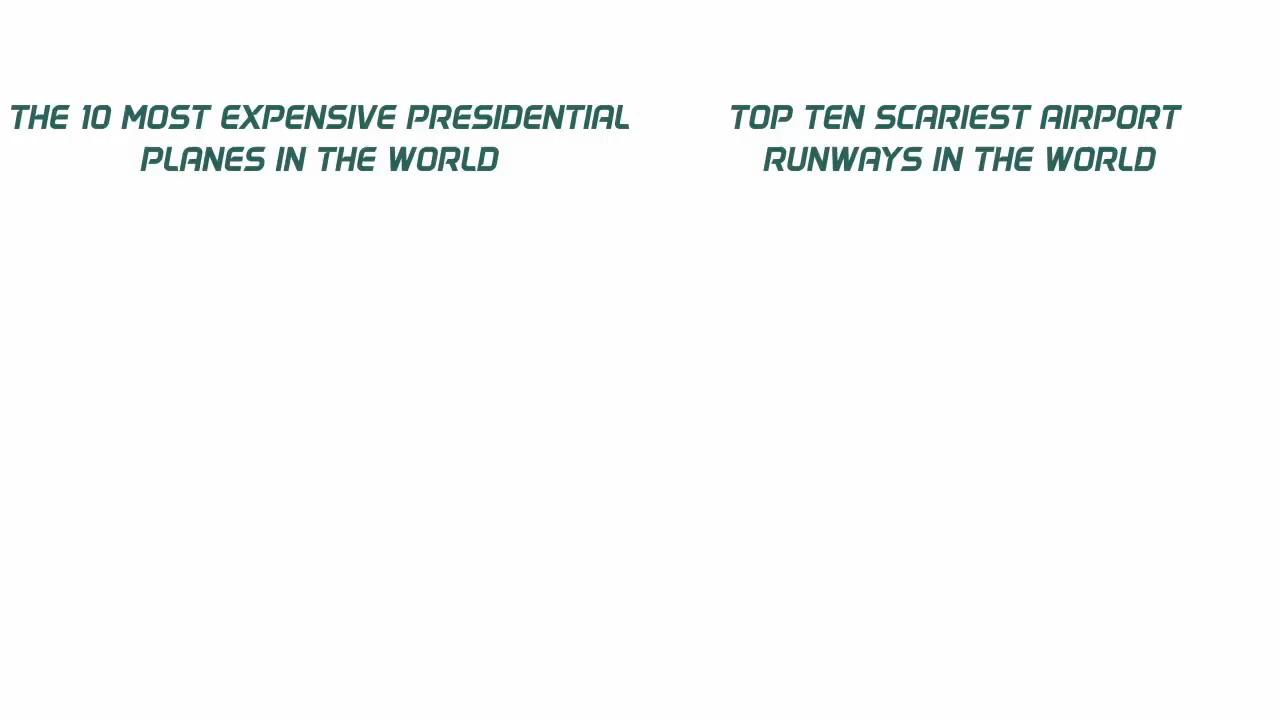 THE 10 MOST EXPENSIVE PRESIDENTIAL
PLANES IN THE WORLD
TOP TEN SCARIEST AIRPORT
RUNWAYS IN THE WORLD